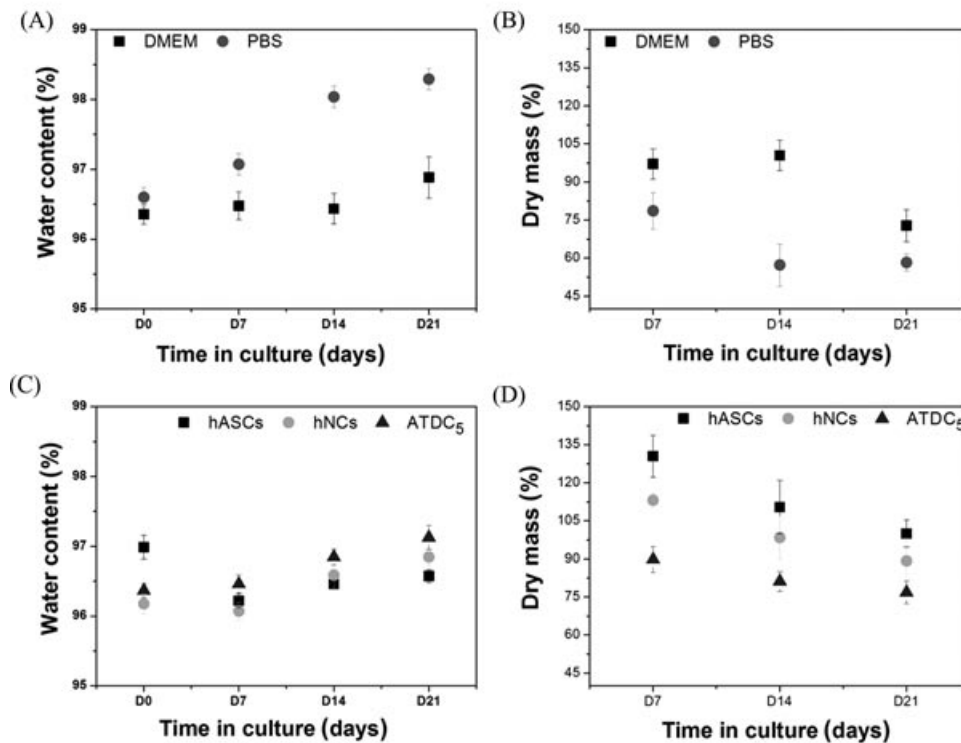 (A)
99
98
97
96
95
Water content (%)
DMEM PBS
D0 D7 D14 D21
Time in culture (days)
(B)
150
135
120
105
90
75
60
45
Dry mass (%)
DMEM PBS
D7 D14 D21
Time in culture (days)
(C)
99
98
97
96
95
Water content (%)
hASCs hNCs ATDC5
D0 D7 D14 D21
Time in culture (days)
(D)
150
135
120
105
90
75
60
45
Dry mass (%)
hASCs hNCs ATDC5
D7 D14 D21
Time in culture (days)